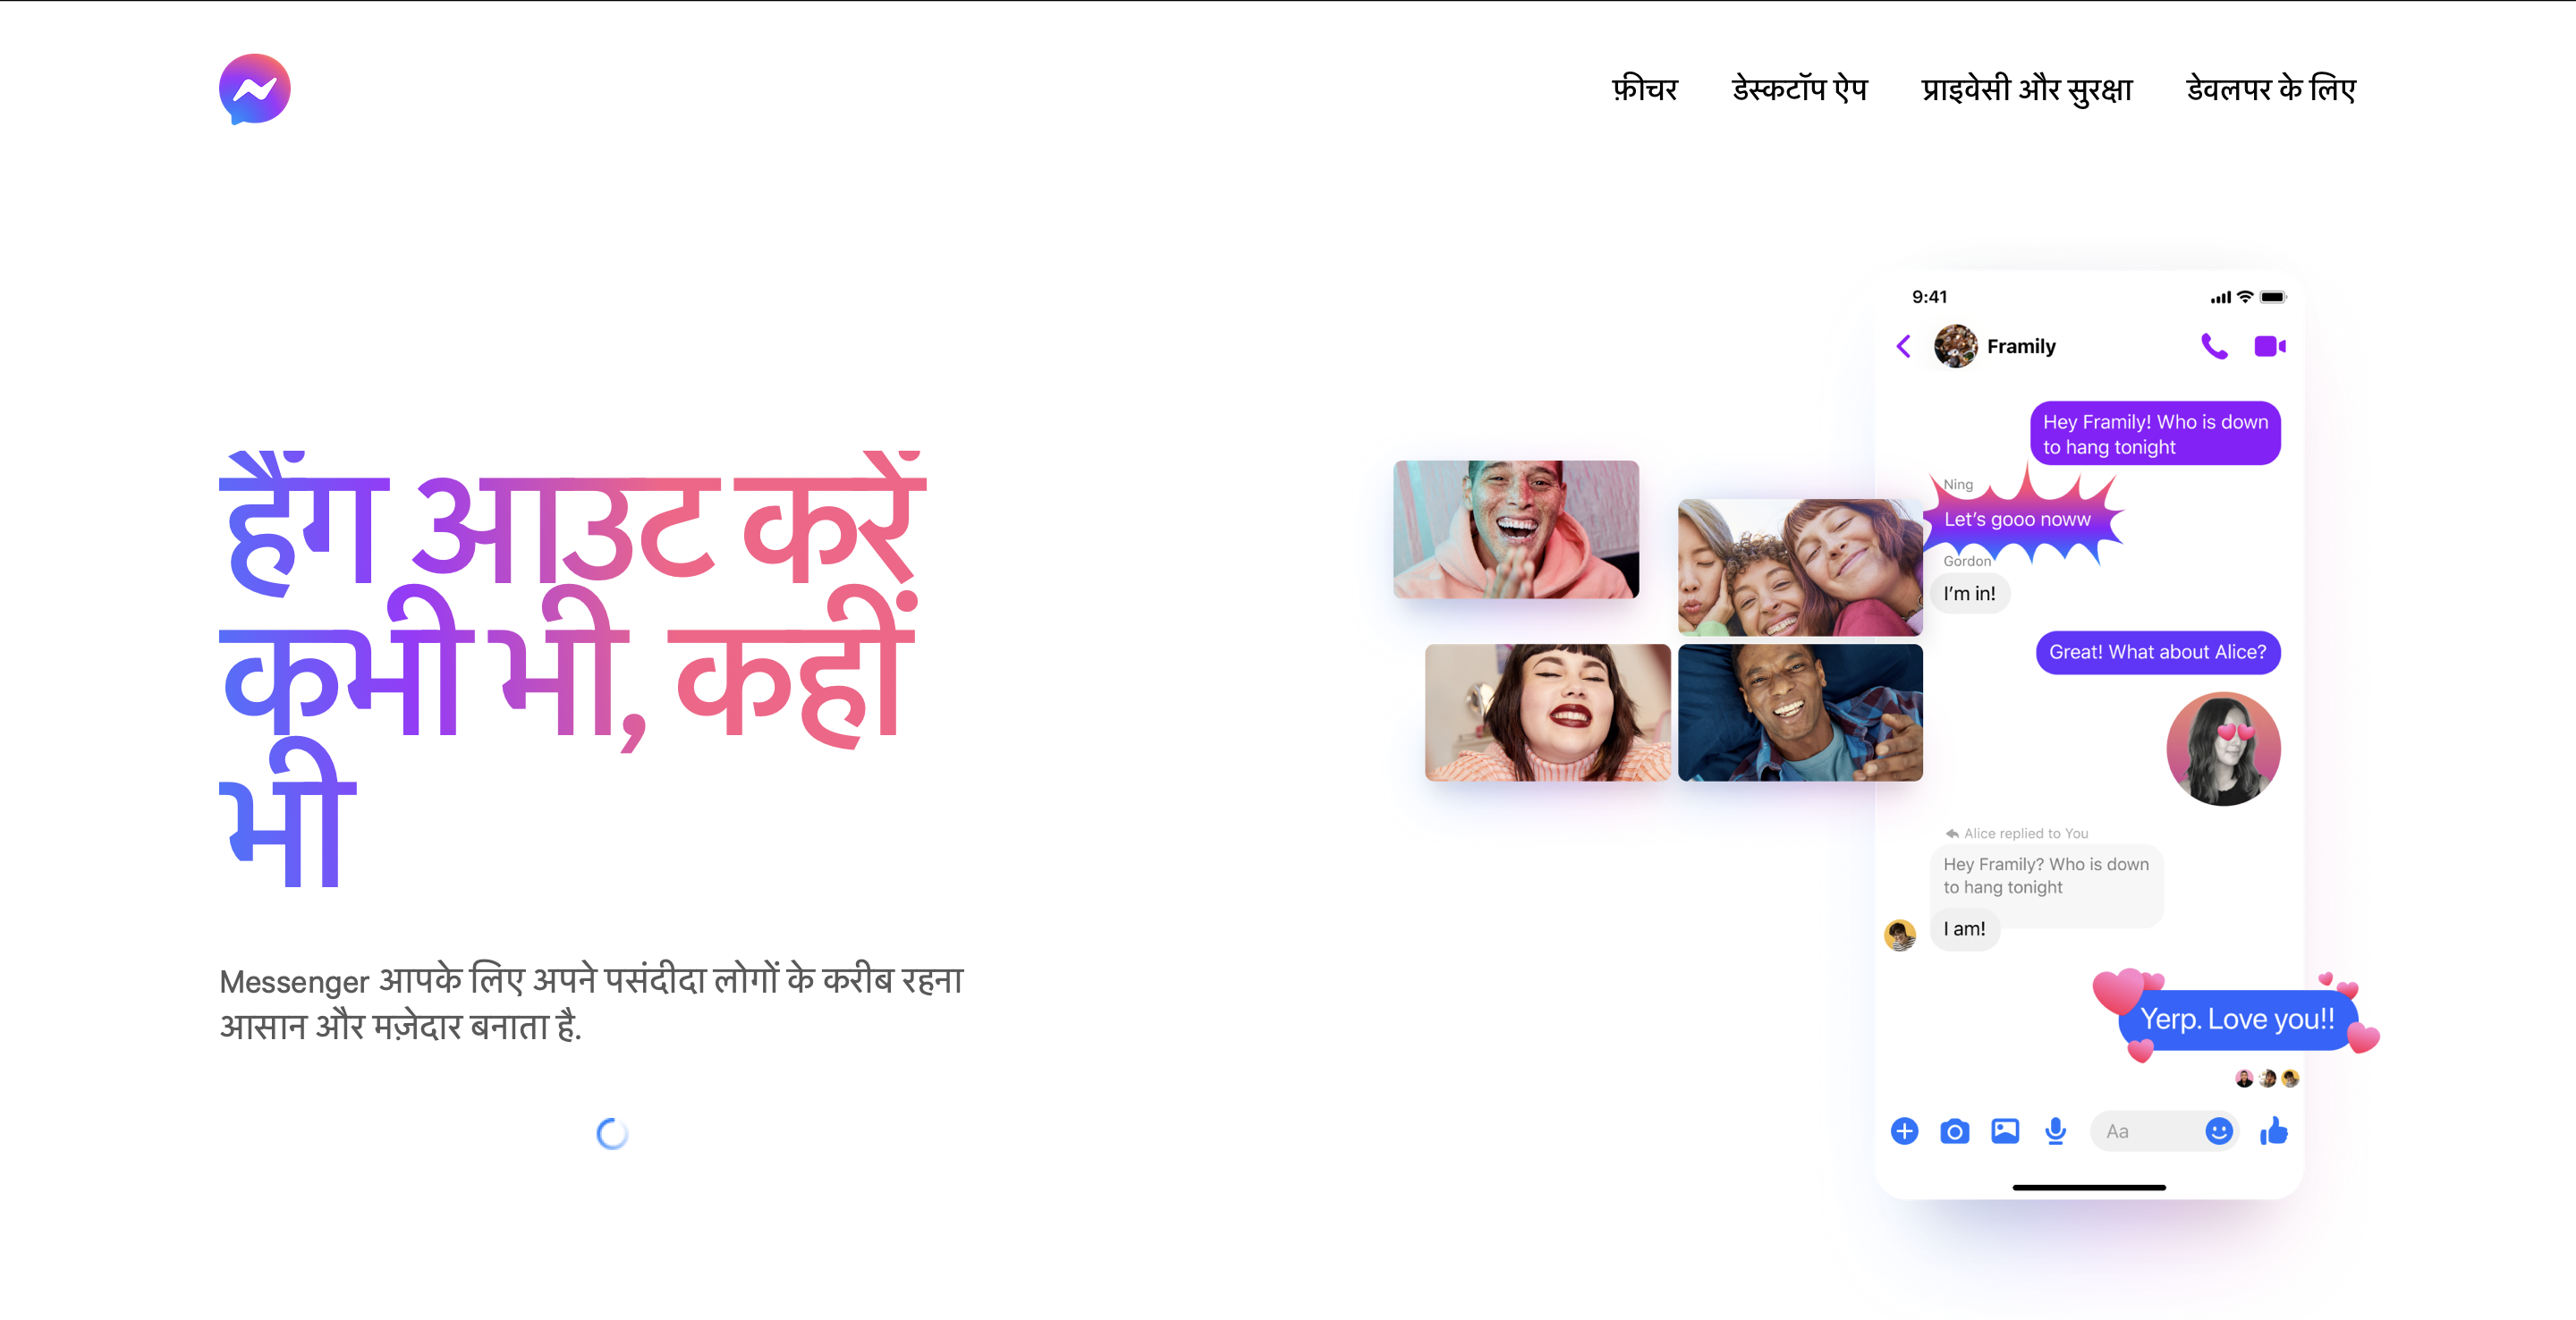 फ़ीचर
डेस्कटॉप ऐप
प्राइवेसी और सुरक्षा
डेवलपर के लिए
हैंग आउट करें
कभी भी, कहीं
भी
Messenger आपके लिए अपने पसंदीदा लोगों के करीब रहना
आसान और मज़ेदार बनाता है.
9:41
Framily
Hey Framily! Who is down
to hang tonight
Ning
Let’s gooo noww
Gordon
I’m in!
Great! What about Alice?
Alice replied to You
Hey Framily? Who is down
to hang tonight
I am!
Yerp. Love you!!
Aa